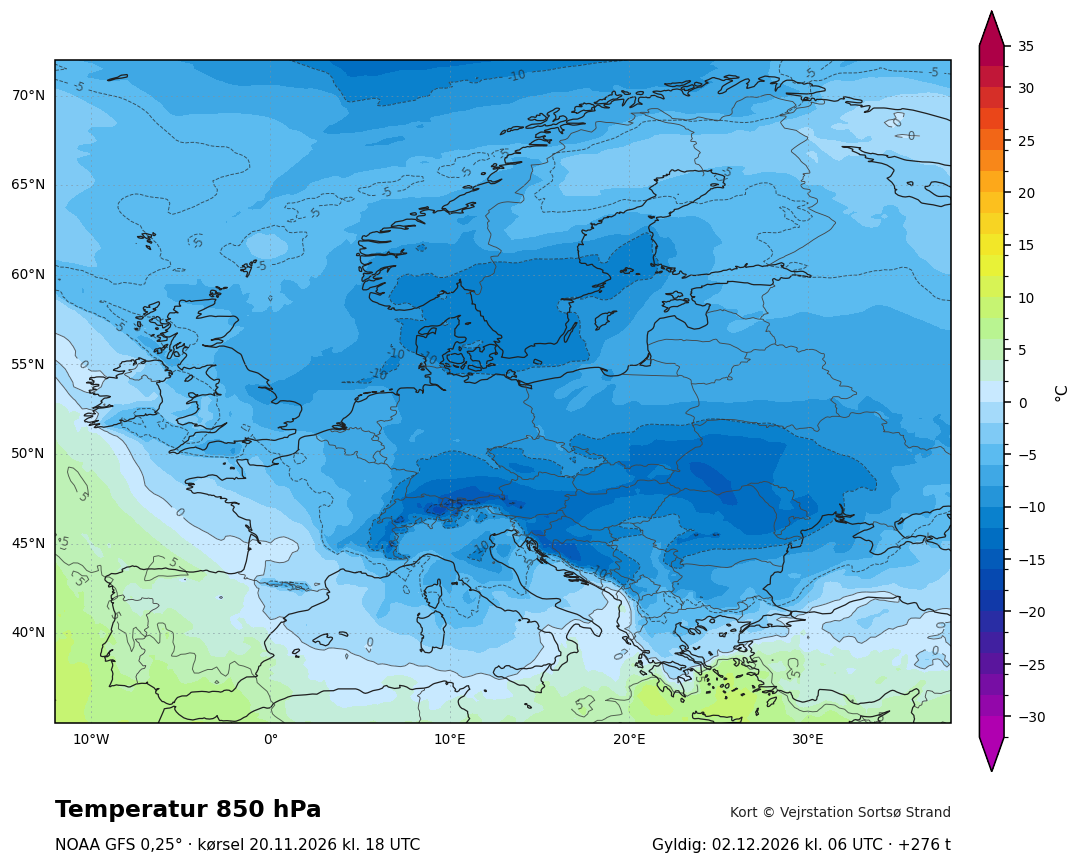 70°N
65°N
60°N
55°N
50°N
45°N
40°N
10°W
0°
10°E
20°E
30°E
35
30
25
20
15
10
5
0
−5
−10
−15
−20
−25
−30
°C
Temperatur 850 hPa
Kort © Vejrstation Sortsø Strand
NOAA GFS 0,25° · kørsel 20.11.2026 kl. 18 UTC
Gyldig: 02.12.2026 kl. 06 UTC · +276 t